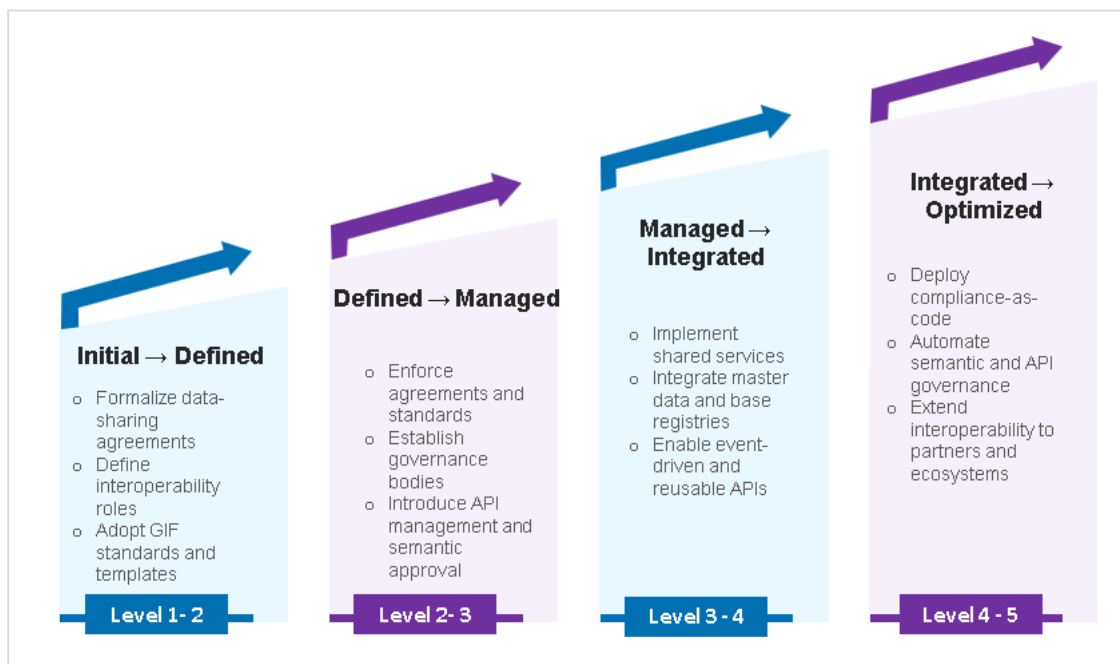 Initial → Defined
o Formalize data-
sharing
agreements
o Define
interoperability
roles
o Adopt GIF
standards and
templates
Level 1- 2
Defined → Managed
o Enforce
agreements and
standards
o Establish
governance
bodies
o Introduce API
management and
semantic
approval
Level 2- 3
Managed →
Integrated
o Implement
shared services
o Integrate master
data and base
registries
o Enable event-
driven and
reusable APIs
Level 3 - 4
Integrated →
Optimized
o Deploy
compliance-as-
code
o Automate
semantic and API
governance
o Extend
interoperability to
partners and
ecosystems
Level 4 - 5